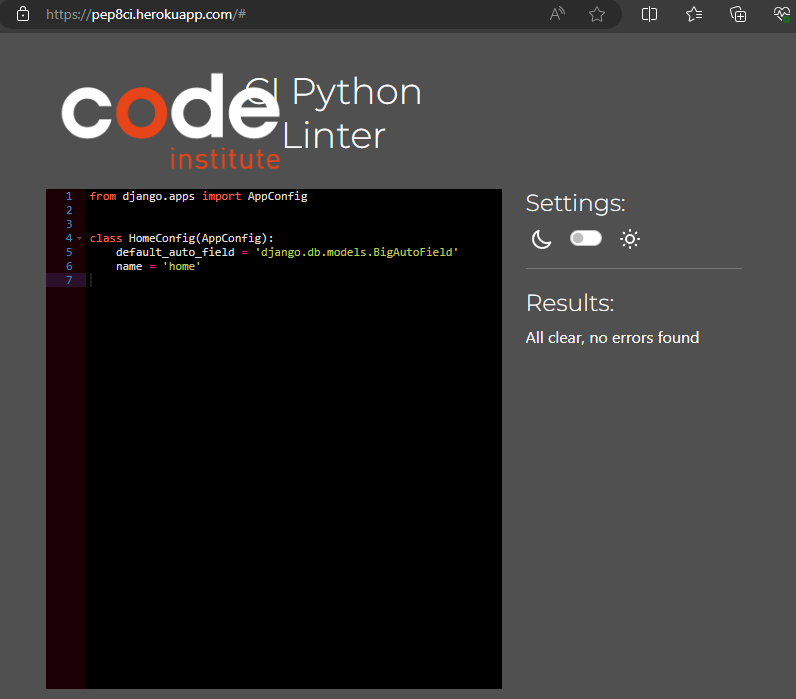 https://pep8ci.herokuapp.com/#
code
institute
CI Python
Linter
1 from django.apps import AppConfig
2
3
4 class HomeConfig(AppConfig):
5     default_auto_field = 'django.db.models.BigAutoField'
6     name = 'home'
7
Settings:
Results:
All clear, no errors found